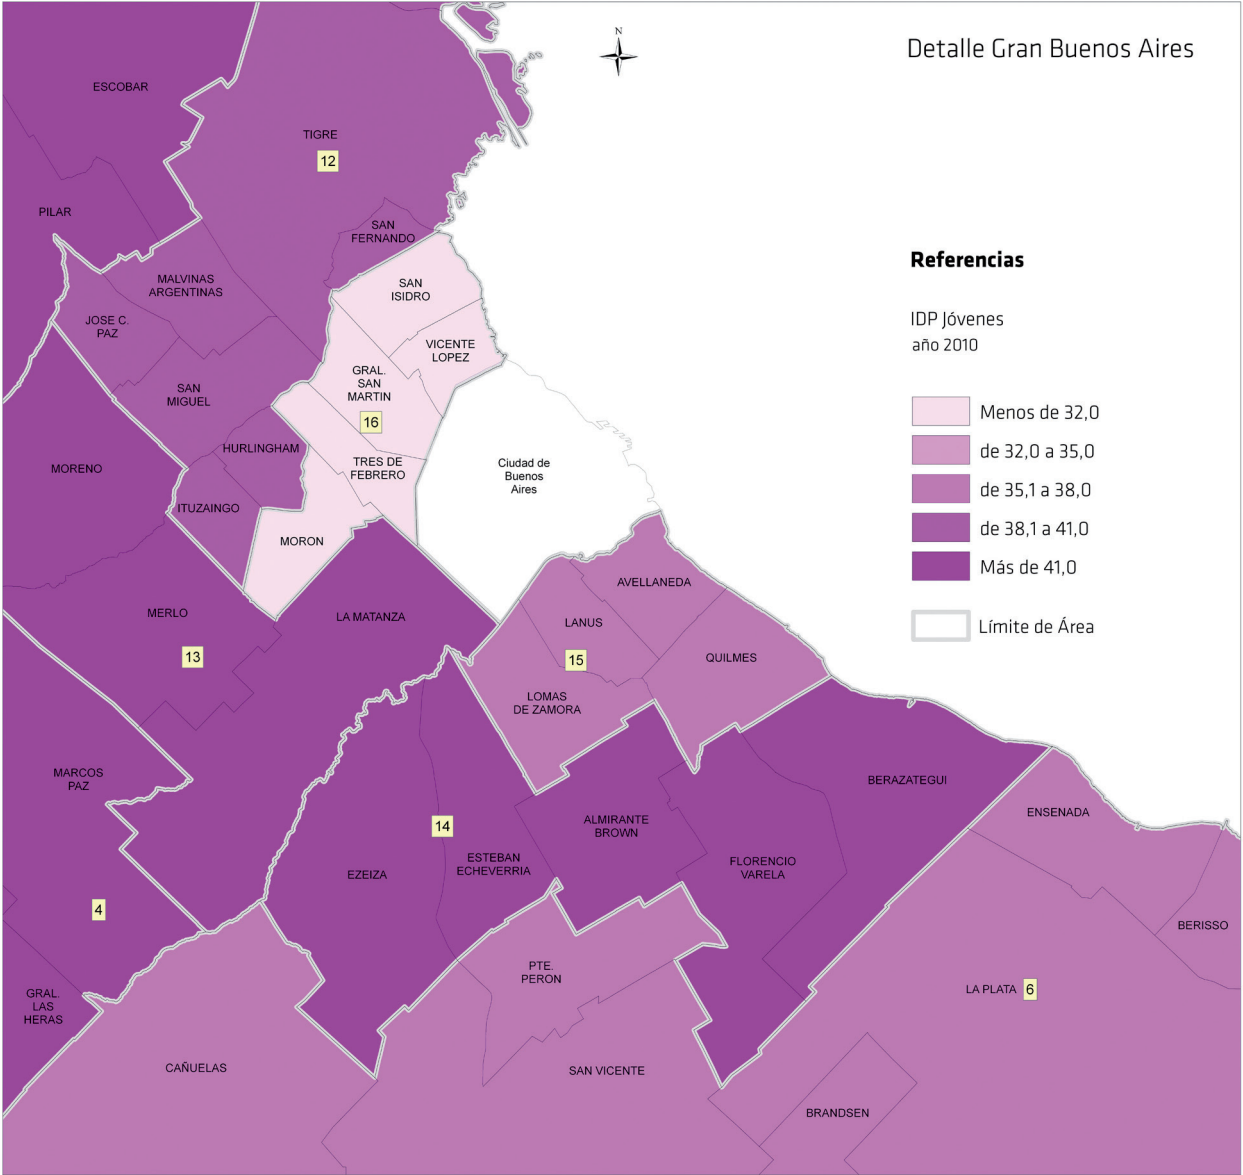 N
Detalle Gran Buenos Aires
ESCOBAR
TIGRE
12
PILAR
SAN
FERNANDO
MALVINAS
ARGENTINAS
SAN
ISIDRO
JOSE C.
PAZ
VICENTE
LOPEZ
GRAL.
SAN
MARTIN
16
SAN
MIGUEL
HURLINGHAM
MORENO
TRES DE
FEBRERO
Ciudad de
Buenos
Aires
ITUZAINGO
MORON
Referencias
IDP Jóvenes
año 2010
Menos de 32,0
de 32,0 a 35,0
de 35,1 a 38,0
de 38,1 a 41,0
Más de 41,0
Límite de Área
AVELLANEDA
MERLO
LA MATANZA
LANUS
13
15
QUILMES
LOMAS
DE ZAMORA
MARCOS
PAZ
BERAZATEGUI
14
ALMIRANTE
BROWN
ENSENADA
EZEIZA
ESTEBAN
ECHEVERRIA
FLORENCIO
VARELA
4
BERISSO
PTE.
PERON
LA PLATA
6
GRAL.
LAS
HERAS
CAÑUELAS
SAN VICENTE
BRANDSEN